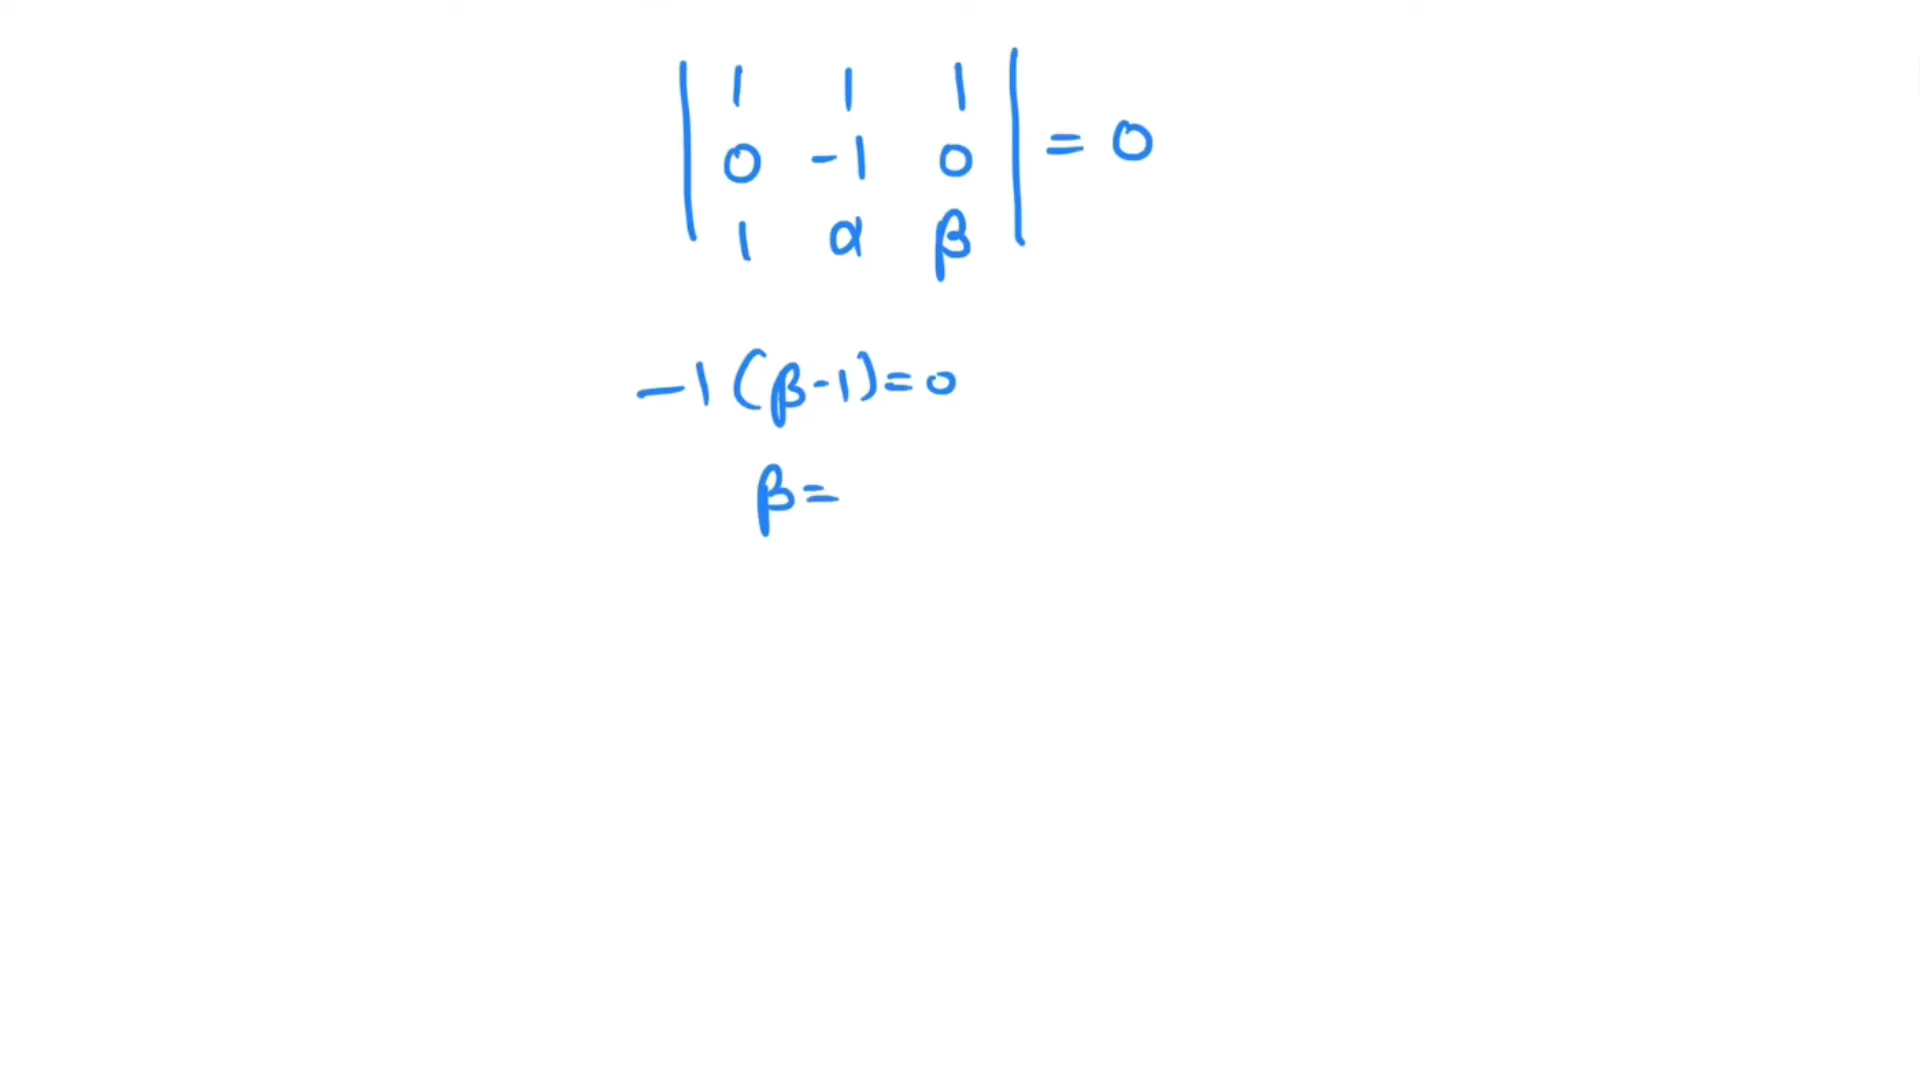 | 1 1 1 |
| 0 -1 0 | = 0
| 1 α β |
-1(β-1)=0
β=